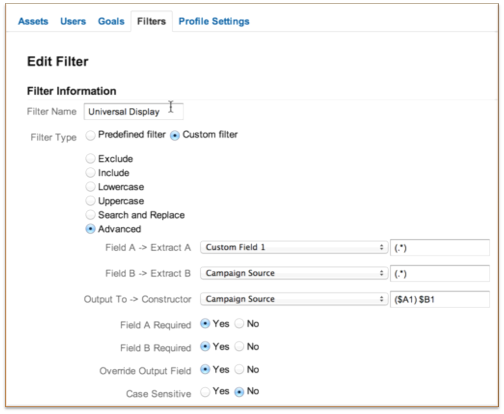 Assets Users Goals Filters Profile Settings
Edit Filter
Filter Information
Filter Name Universal Display
Filter Type Predefined filter Custom filter
Exclude
Include
Lowercase
Uppercase
Search and Replace
Advanced
Field A -> Extract A Custom Field 1 (.*)
Field B -> Extract B Campaign Source (.*)
Output To -> Constructor Campaign Source ($A1) $B1
Field A Required Yes No
Field B Required Yes No
Override Output Field Yes No
Case Sensitive Yes No